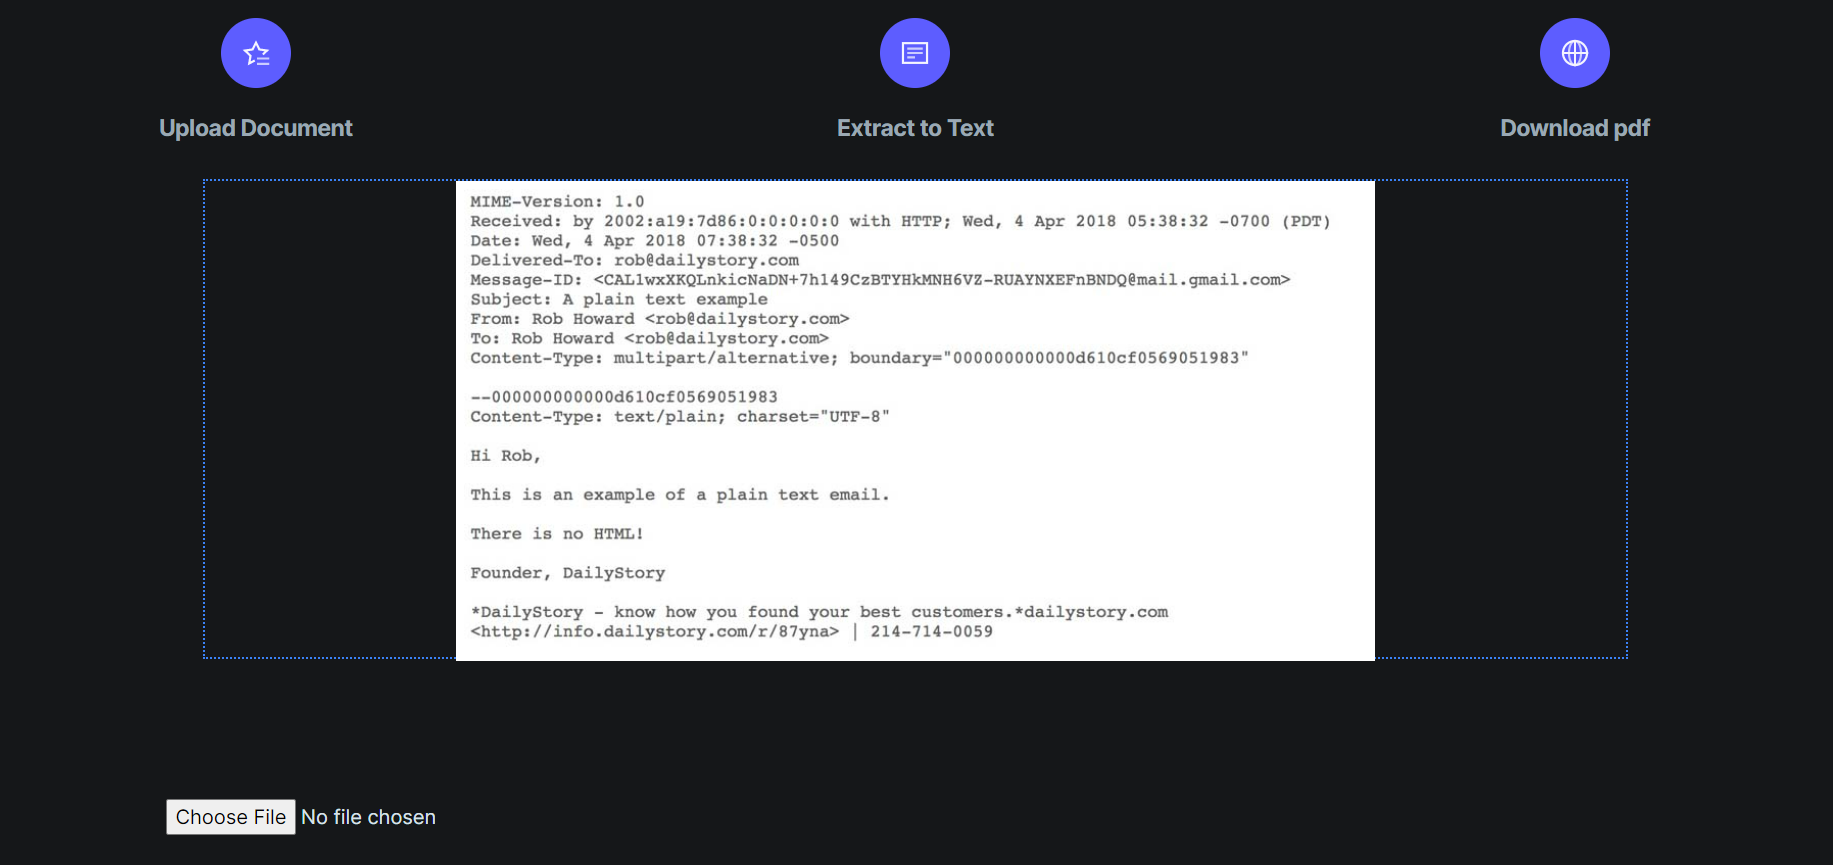 Upload Document
Extract to Text
Download pdf
MIME-Version: 1.0
Received: by 2002:a19:7d86:0:0:0:0:0 with HTTP; Wed, 4 Apr 2018 05:38:32 -0700 (PDT)
Date: Wed, 4 Apr 2018 07:38:32 -0500
Delivered-To: rob@dailystory.com
Message-ID: <CAL1wxXKQLnkicNaDN+7h149CzBTYHkMNH6VZ-RUAYNXEFnBNDQ@mail.gmail.com>
Subject: A plain text example
From: Rob Howard <rob@dailystory.com>
To: Rob Howard <rob@dailystory.com>
Content-Type: multipart/alternative; boundary="000000000000d610cf0569051983"
--000000000000d610cf0569051983
Content-Type: text/plain; charset="UTF-8"
Hi Rob,
This is an example of a plain text email.
There is no HTML!
Founder, DailyStory
*DailyStory - know how you found your best customers.*dailystory.com
<http://info.dailystory.com/r/87yna> | 214-714-0059
Choose File No file chosen